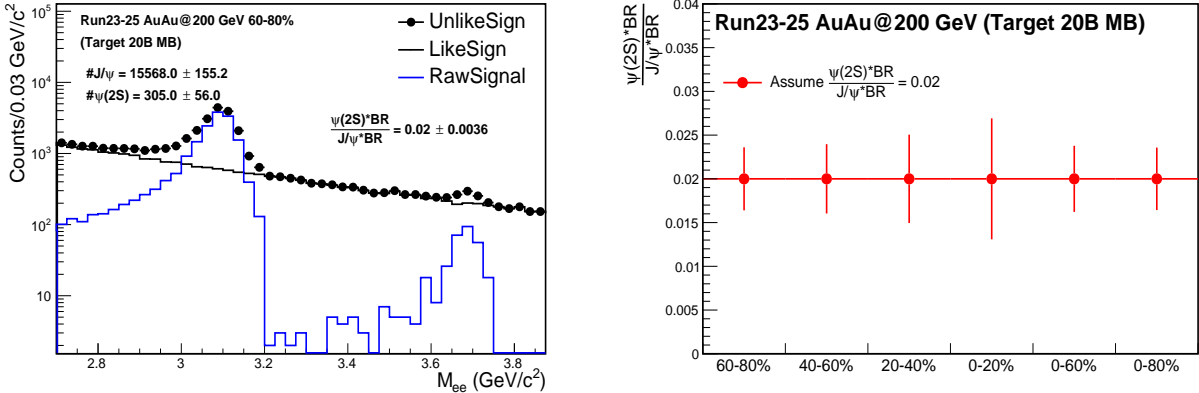 Run23-25 AuAu@200 GeV 60-80%
(Target 20B MB)
#J/ψ = 15568.0 ± 155.2
#ψ(2S) = 305.0 ± 56.0
UnlikeSign
LikeSign
RawSignal
ψ(2S)*BR
J/ψ*BR
= 0.02 ± 0.0036
Counts/0.03 GeV/c²
10⁵
10⁴
10³
10²
10
2.8
3
3.2
3.4
3.6
3.8
M_ee (GeV/c²)
Run23-25 AuAu@200 GeV (Target 20B MB)
Assume ψ(2S)*BR
J/ψ*BR
= 0.02
ψ(2S)*BR
J/ψ*BR
0.04
0.035
0.03
0.025
0.02
0.015
0.01
0.005
0
60-80%
40-60%
20-40%
0-20%
0-60%
0-80%